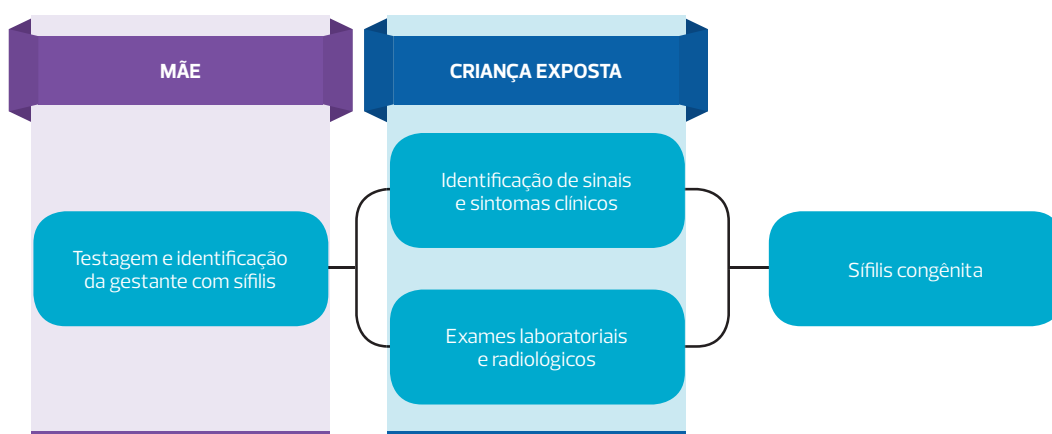 MÃE
CRIANÇA EXPOSTA
Testagem e identificação
da gestante com sífilis
Identificação de sinais
e sintomas clínicos
Exames laboratoriais
e radiológicos
Sífilis congênita